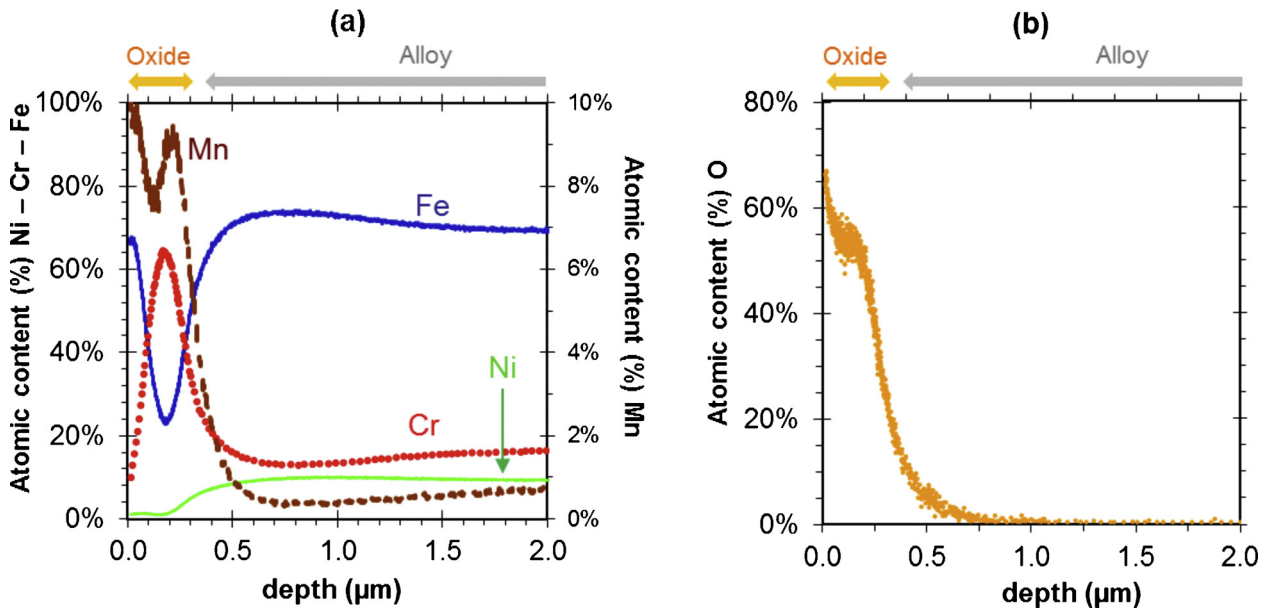 (a)
Oxide
Alloy
100%
80%
60%
40%
20%
0%
Atomic content (%) Ni – Cr – Fe
Mn
Fe
Cr
Ni
10%
8%
6%
4%
2%
0%
Atomic content (%) Mn
0.0 0.5 1.0 1.5 2.0
depth (µm)
(b)
Oxide
Alloy
80%
60%
40%
20%
0%
Atomic content (%) O
0.0 0.5 1.0 1.5 2.0
depth (µm)